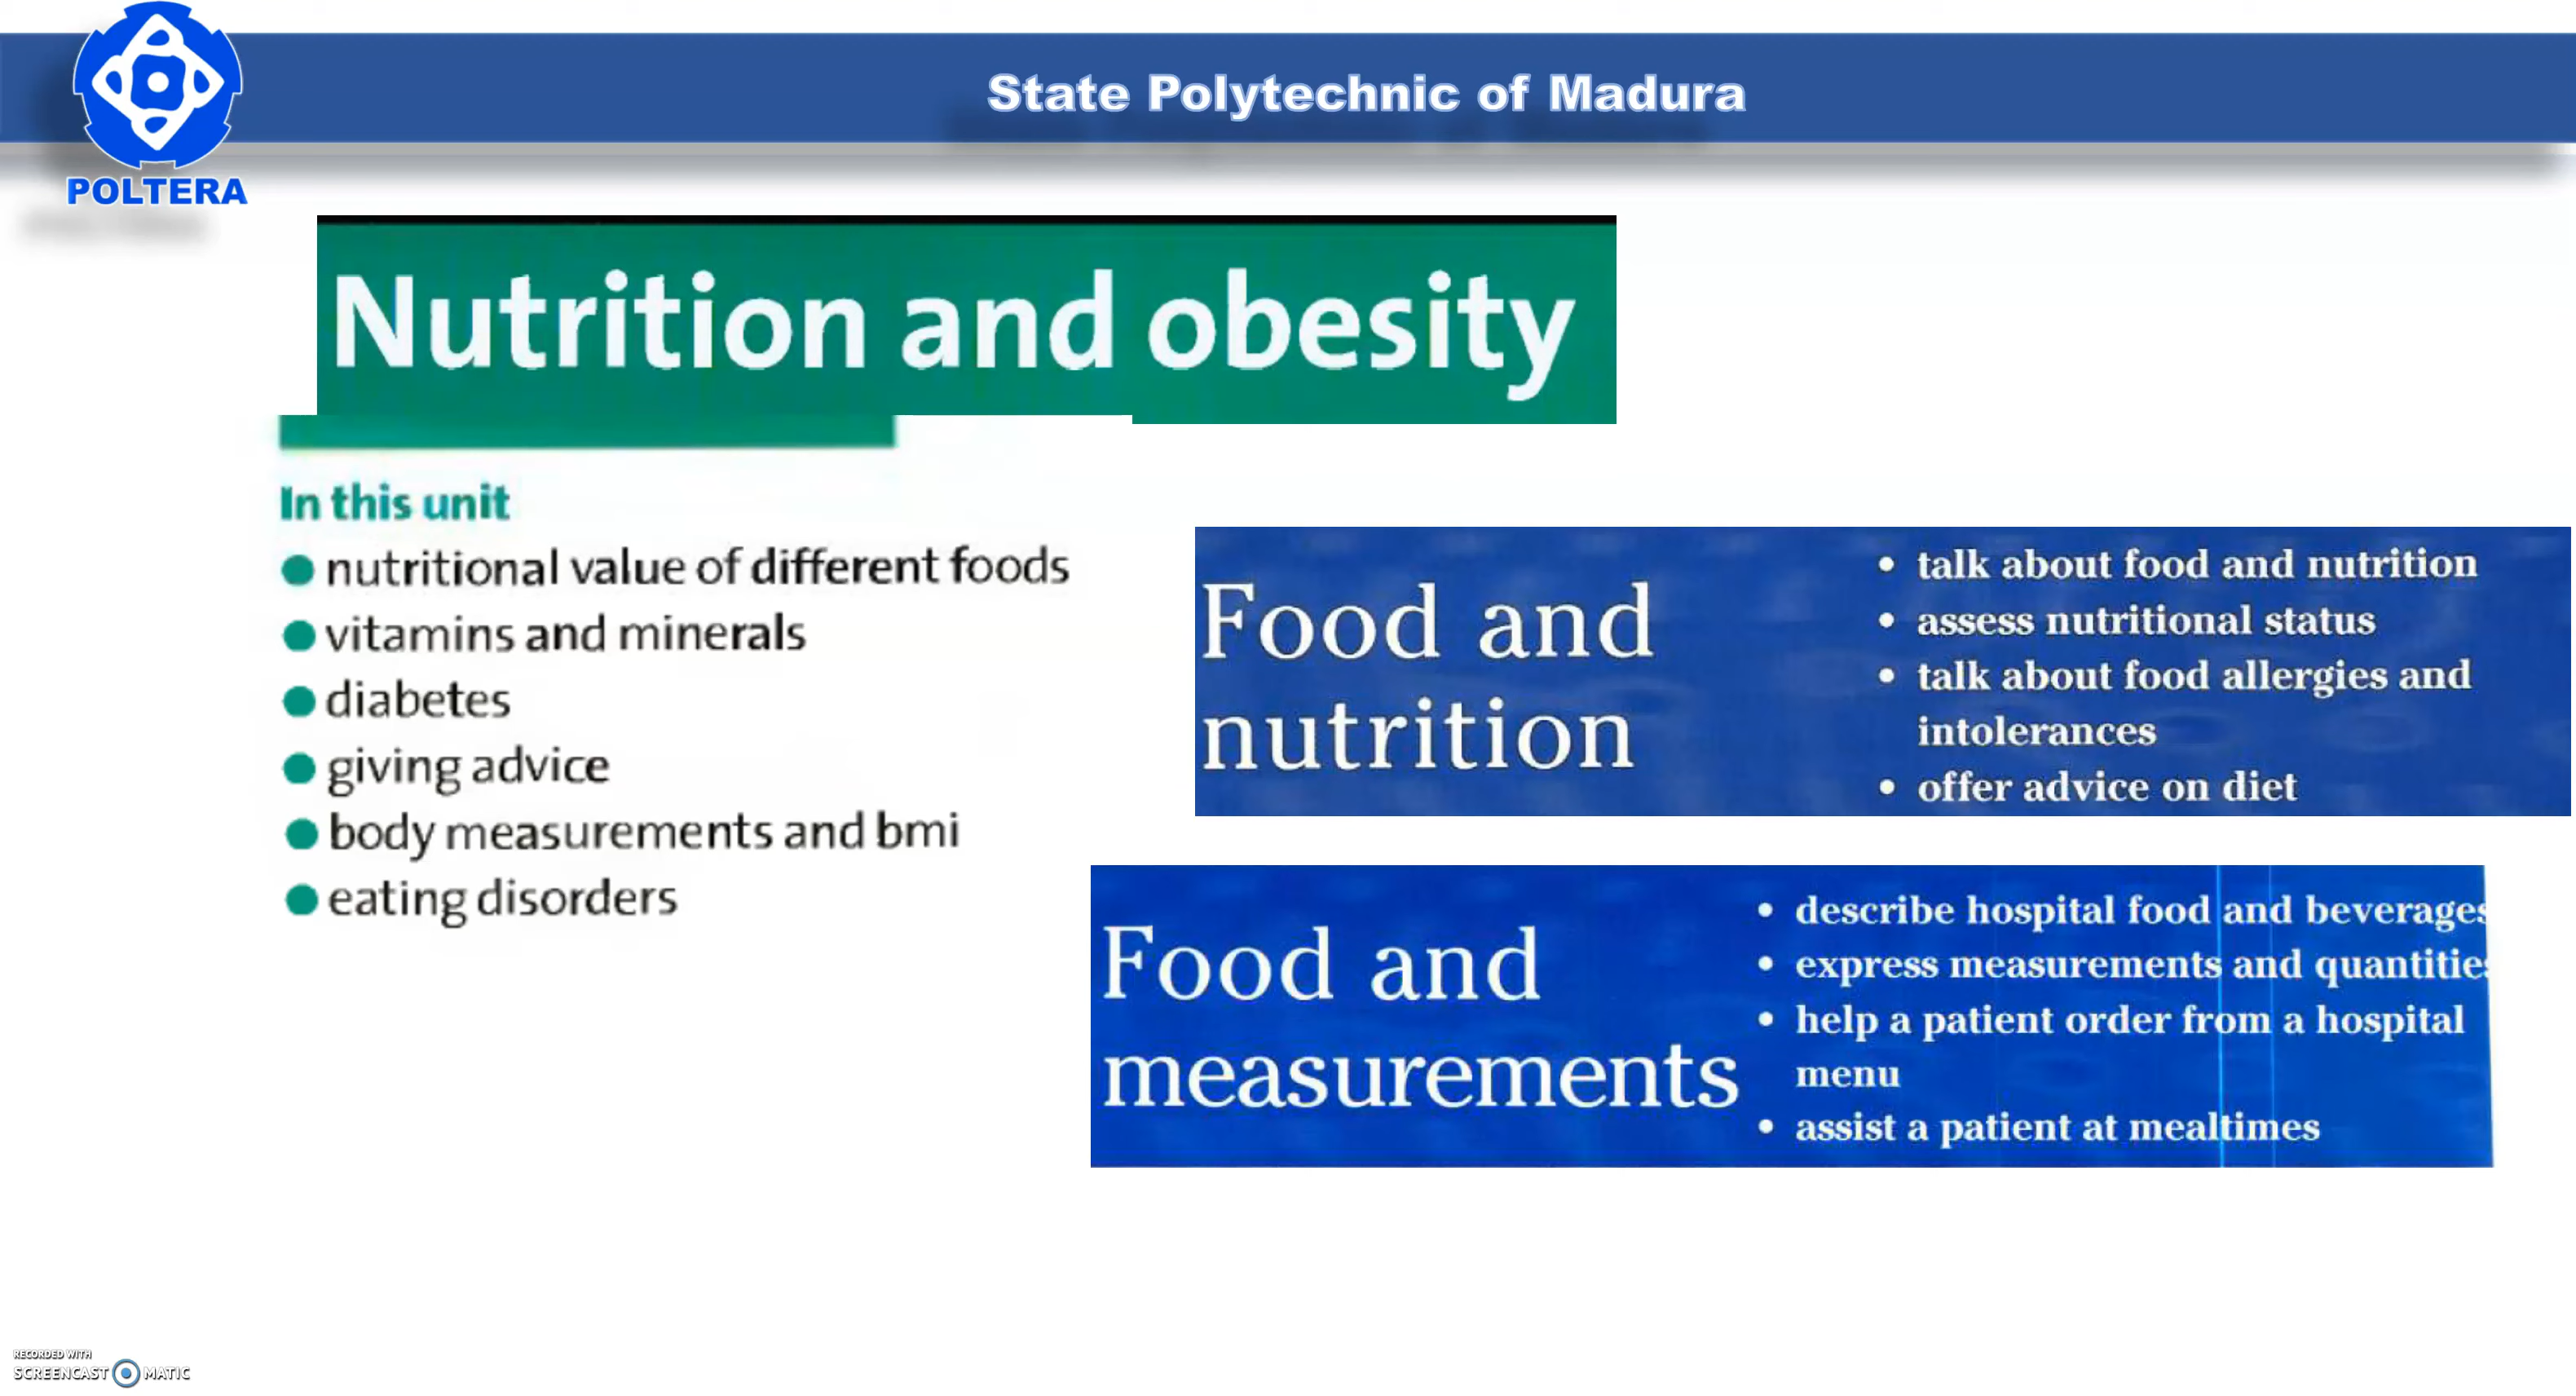 State Polytechnic of Madura
POLTERA
Nutrition and obesity
In this unit
nutritional value of different foods
vitamins and minerals
diabetes
giving advice
body measurements and bmi
eating disorders
Food and
nutrition
• talk about food and nutrition
• assess nutritional status
• talk about food allergies and
intolerances
• offer advice on diet
Food and
measurements
• describe hospital food and beverages
• express measurements and quantities
• help a patient order from a hospital
menu
• assist a patient at mealtimes
RECORDED WITH
SCREENCAST MATIC